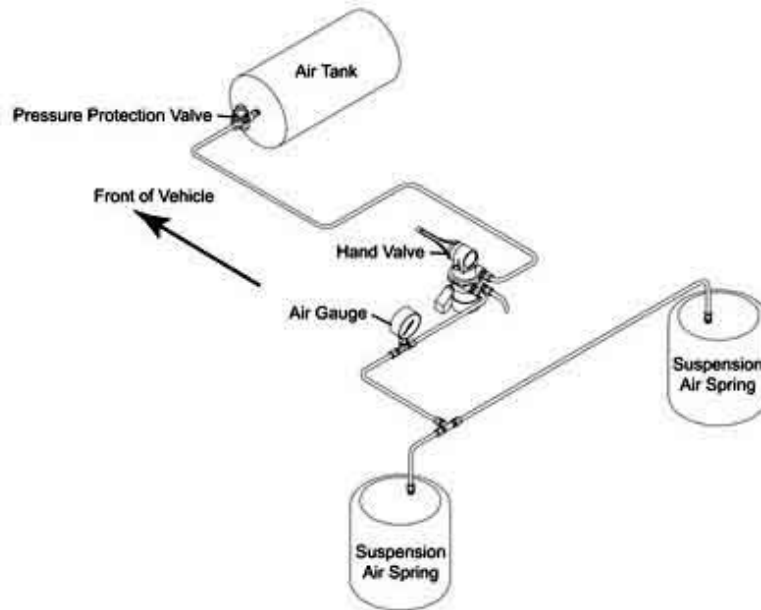 Air Tank
Pressure Protection Valve
Front of Vehicle
Hand Valve
Air Gauge
Suspension
Air Spring
Suspension
Air Spring